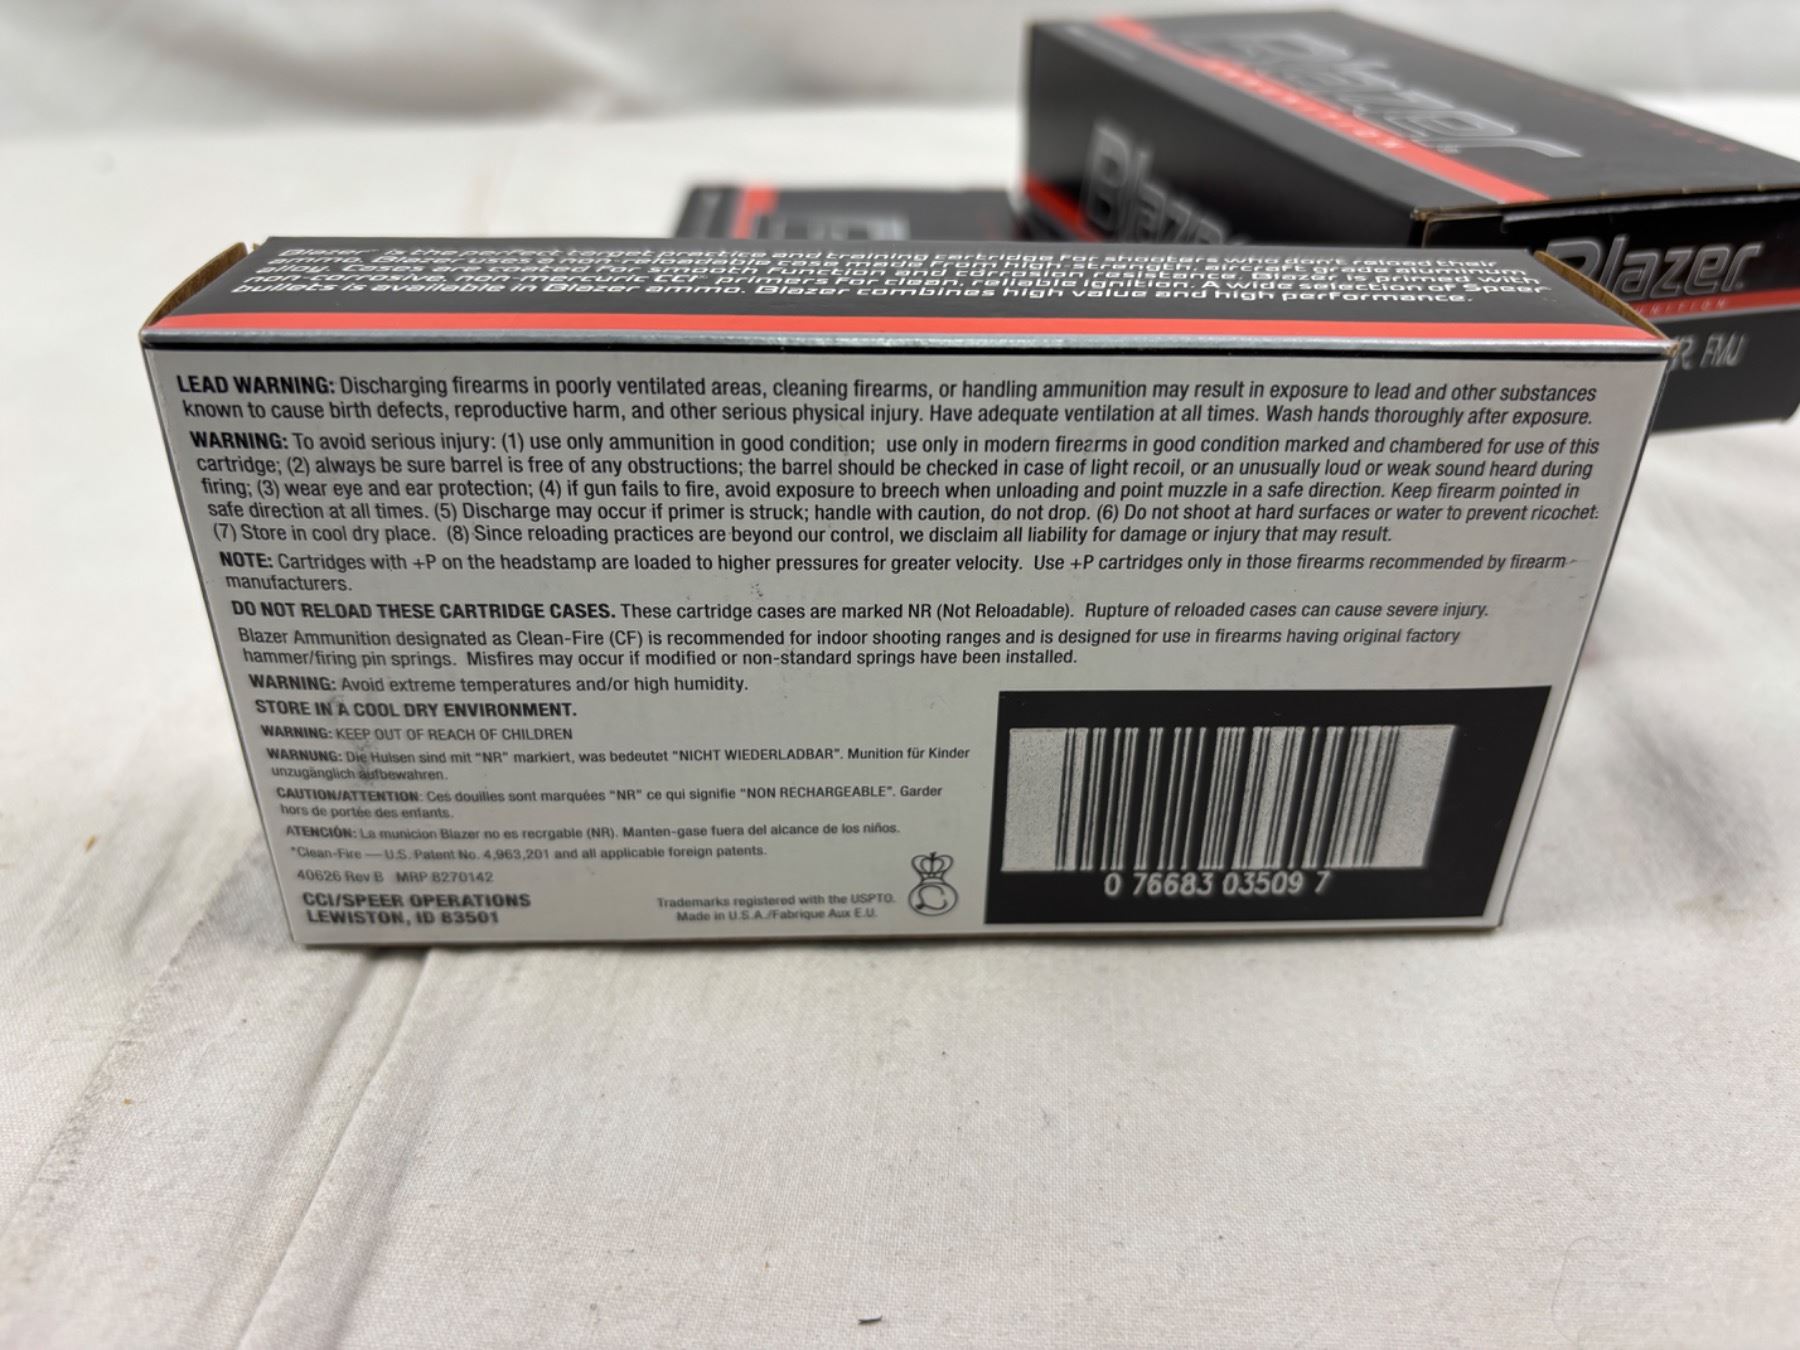 Blazer
Blazer
Blazer
R. FMJ
Blazer is the perfect target practice and training cartridge for shooters who don't reload their
ammo. Blazer uses a non-reloadable case made from high strength, aircraft grade aluminum
alloy. Cases are coated for smooth function and corrosion resistance. Blazer is primed with
non-corrosive, non-mercuric CCI primers for clean, reliable ignition. A wide selection of Speer
bullets is available in Blazer ammo. Blazer combines high value and high performance.
LEAD WARNING: Discharging firearms in poorly ventilated areas, cleaning firearms, or handling ammunition may result in exposure to lead and other substances
known to cause birth defects, reproductive harm, and other serious physical injury. Have adequate ventilation at all times. Wash hands thoroughly after exposure.
WARNING: To avoid serious injury: (1) use only ammunition in good condition; use only in modern firearms in good condition marked and chambered for use of this
cartridge; (2) always be sure barrel is free of any obstructions; the barrel should be checked in case of light recoil, or an unusually loud or weak sound heard during
firing; (3) wear eye and ear protection; (4) if gun fails to fire, avoid exposure to breech when unloading and point muzzle in a safe direction. Keep firearm pointed in
safe direction at all times. (5) Discharge may occur if primer is struck; handle with caution, do not drop. (6) Do not shoot at hard surfaces or water to prevent ricochet.
(7) Store in cool dry place. (8) Since reloading practices are beyond our control, we disclaim all liability for damage or injury that may result.
NOTE: Cartridges with +P on the headstamp are loaded to higher pressures for greater velocity. Use +P cartridges only in those firearms recommended by firearm
manufacturers.
DO NOT RELOAD THESE CARTRIDGE CASES. These cartridge cases are marked NR (Not Reloadable). Rupture of reloaded cases can cause severe injury.
Blazer Ammunition designated as Clean-Fire (CF) is recommended for indoor shooting ranges and is designed for use in firearms having original factory
hammer/firing pin springs. Misfires may occur if modified or non-standard springs have been installed.
WARNING: Avoid extreme temperatures and/or high humidity.
STORE IN A COOL DRY ENVIRONMENT.
WARNING: KEEP OUT OF REACH OF CHILDREN
WARNUNG: Die Hulsen sind mit "NR" markiert, was bedeutet "NICHT WIEDERLADBAR". Munition für Kinder
unzugänglich aufbewahren.
CAUTION/ATTENTION: Ces douilles sont marquées "NR" ce qui signifie "NON RECHARGEABLE". Garder
hors de portée des enfants.
ATENCIÓN: La municion Blazer no es recrgable (NR). Manten-gase fuera del alcance de los niños.
*Clean-Fire — U.S. Patent No. 4,963,201 and all applicable foreign patents.
40626 Rev B MRP 8270142
CCI/SPEER OPERATIONS
LEWISTON, ID 83501
Trademarks registered with the USPTO.
Made in U.S.A./Fabrique Aux E.U.
C
0 76683 03509 7